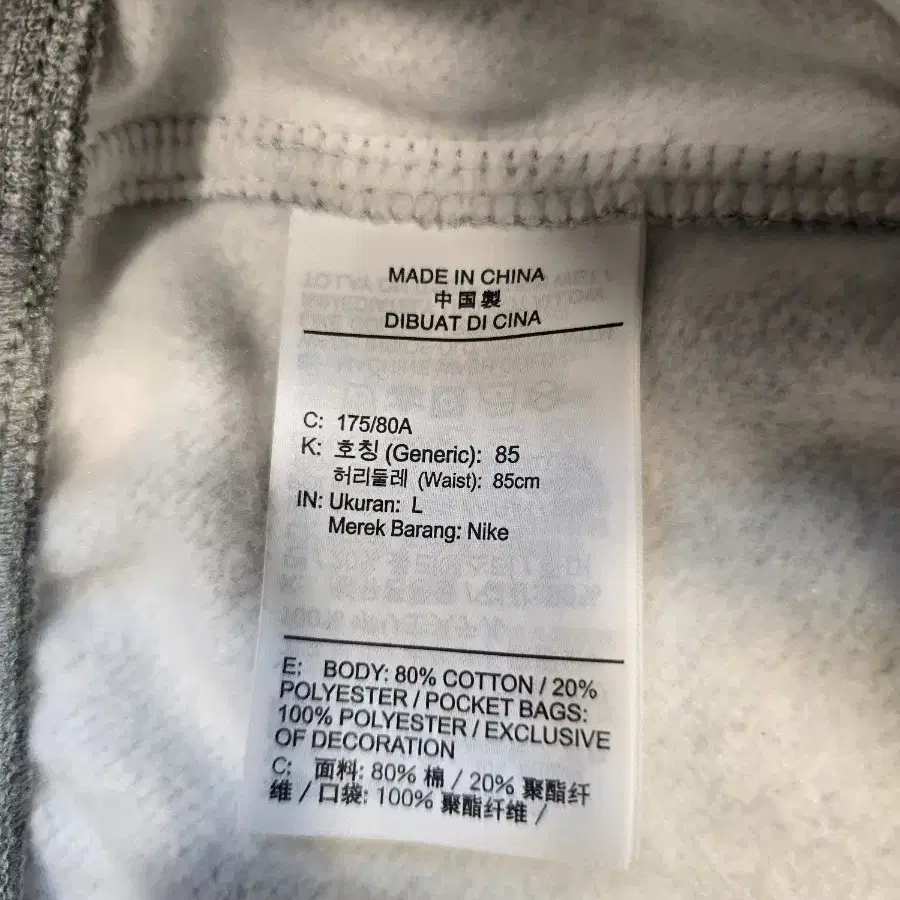 MADE IN CHINA
中国製
DIBUAT DI CINA
C: 175/80A
K: 호칭 (Generic): 85
허리둘레 (Waist): 85cm
IN: Ukuran: L
Merek Barang: Nike
E: BODY: 80% COTTON / 20%
POLYESTER / POCKET BAGS:
100% POLYESTER / EXCLUSIVE
OF DECORATION
C: 面料: 80% 棉 / 20% 聚酯纤
维 / 口袋: 100% 聚酯纤维 /